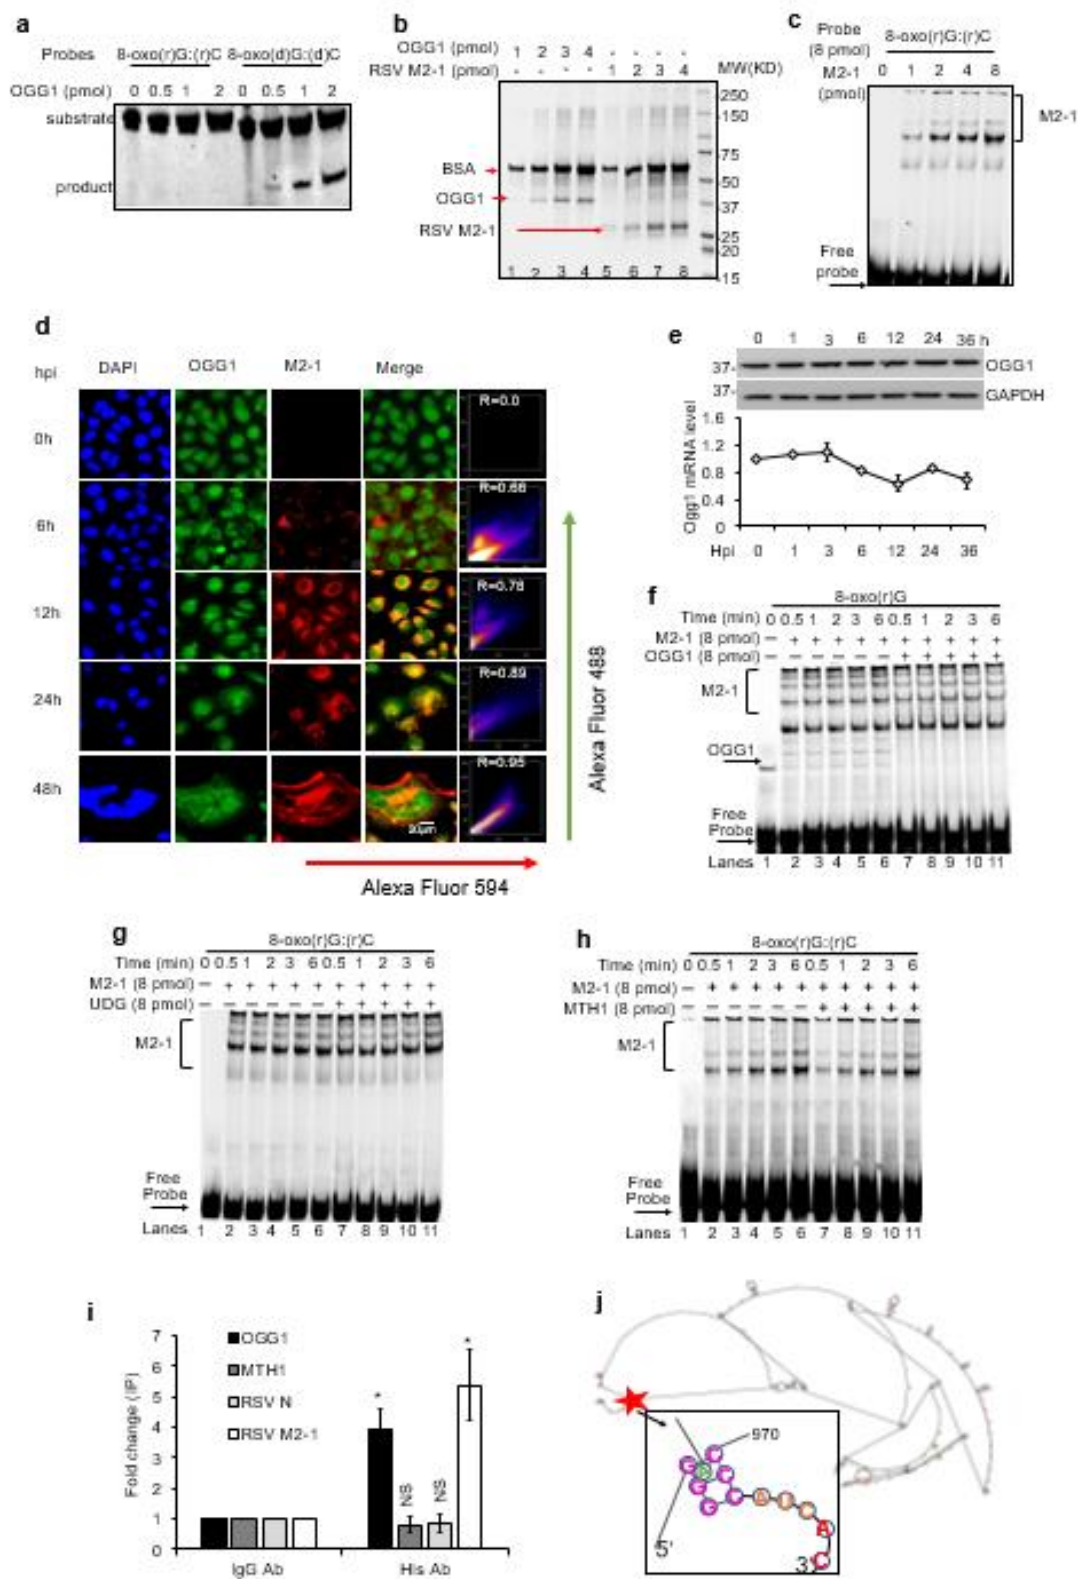 a
Probes 8-oxo(r)G:(r)C 8-oxo(d)G:(d)C
OGG1 (pmol) 0 0.5 1 2 0 0.5 1 2
substrate
product
b
OGG1 (pmol) 1 2 3 4 - - - -
RSV M2-1 (pmol) - - - - 1 2 3 4 MW(KD)
250
150
75
50
37
25
20
15
BSA
OGG1
RSV M2-1
1 2 3 4 5 6 7 8
c
Probe 8-oxo(r)G:(r)C
(8 pmol)
M2-1 0 1 2 4 8
(pmol)
M2-1
Free
probe
d
hpi DAPI OGG1 M2-1 Merge
0h R=0.0
6h R=0.66
12h R=0.78
24h R=0.89
48h R=0.95
20μm
Alexa Fluor 488
Alexa Fluor 594
e
0 1 3 6 12 24 36 h
37- OGG1
37- GAPDH
Ogg1 mRNA level
1.6
1.2
0.8
0.4
0
Hpi 0 1 3 6 12 24 36
f
8-oxo(r)G
Time (min) 0 0.5 1 2 3 6 0.5 1 2 3 6
M2-1 (8 pmol) – + + + + + + + + + +
OGG1 (8 pmol) – – – – – – + + + + +
M2-1
OGG1
Free
Probe
Lanes 1 2 3 4 5 6 7 8 9 10 11
g
8-oxo(r)G:(r)C
Time (min) 0 0.5 1 2 3 6 0.5 1 2 3 6
M2-1 (8 pmol) – + + + + + + + + + +
UDG (8 pmol) – – – – – – + + + + +
M2-1
Free
Probe
Lanes 1 2 3 4 5 6 7 8 9 10 11
h
8-oxo(r)G:(r)C
Time (min) 0 0.5 1 2 3 6 0.5 1 2 3 6
M2-1 (8 pmol) – + + + + + + + + + +
MTH1 (8 pmol) – – – – – – + + + + +
M2-1
Free
Probe
Lanes 1 2 3 4 5 6 7 8 9 10 11
i
OGG1
MTH1
RSV N
RSV M2-1
Fold change (IP)
7
6
5
4
3
2
1
0
* NS NS *
IgG Ab His Ab
j
970
5'
3'